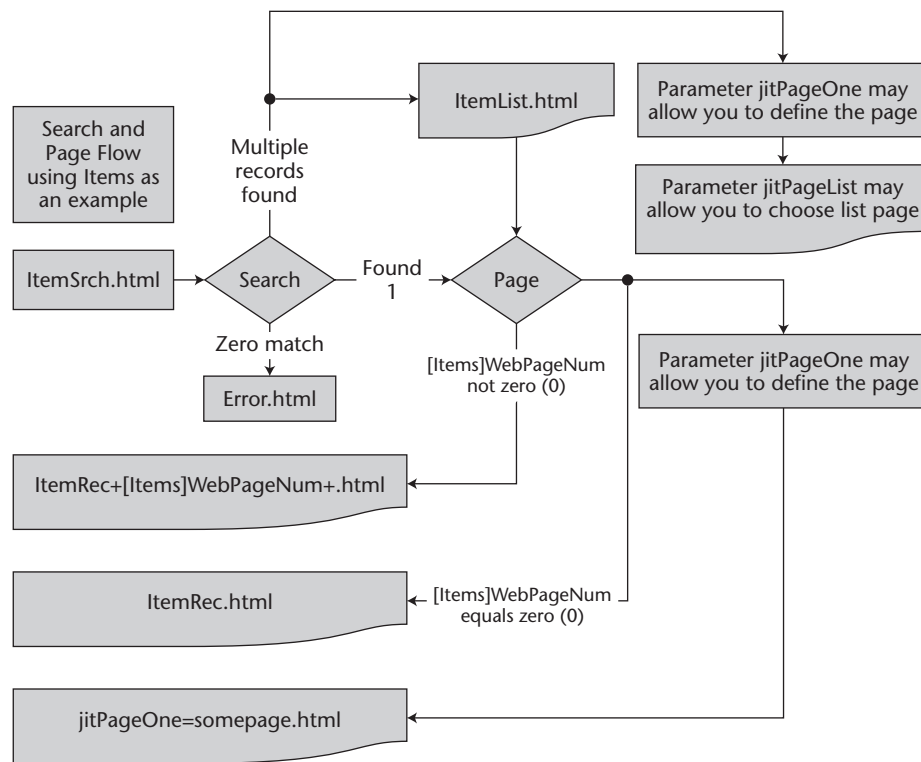 Search and
Page Flow
using Items as
an example
ItemList.html
Parameter jitPageOne may
allow you to define the page
Multiple
records
found
Parameter jitPageList may
allow you to choose list page
ItemSrch.html
Search
Found
1
Page
Zero match
Error.html
[Items]WebPageNum
not zero (0)
Parameter jitPageOne may
allow you to define the page
ItemRec+[Items]WebPageNum+.html
ItemRec.html
[Items]WebPageNum
equals zero (0)
jitPageOne=somepage.html